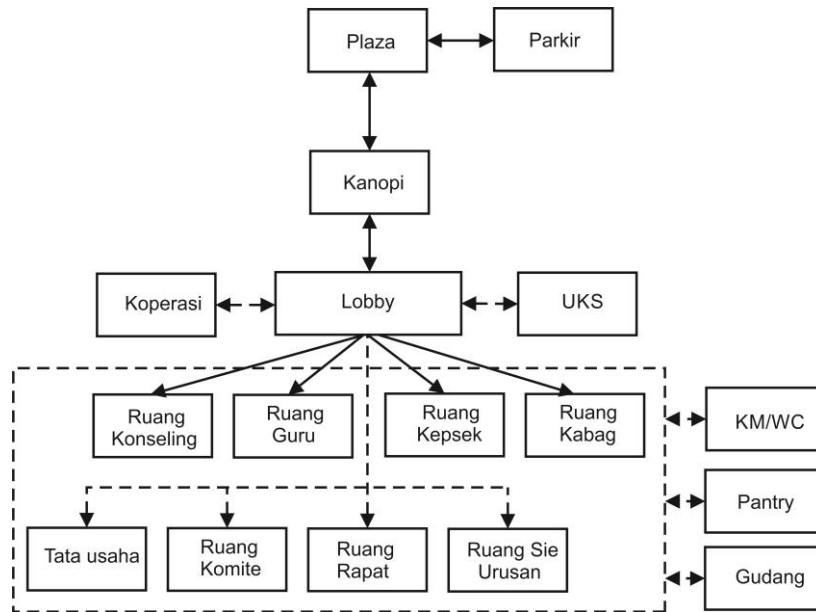 Plaza
Parkir
Kanopi
Koperasi
Lobby
UKS
Ruang
Konseling
Ruang
Guru
Ruang
Kepsek
Ruang
Kabag
KM/WC
Tata usaha
Ruang
Komite
Ruang
Rapat
Ruang Sie
Urusan
Pantry
Gudang